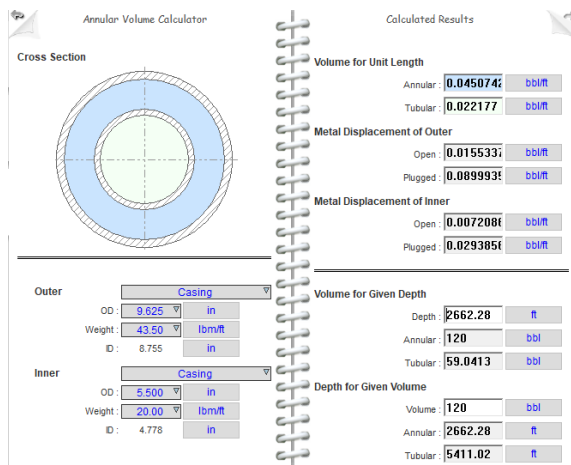 Annular Volume Calculator
Cross Section
Outer
Casing
OD : 9.625 in
Weight : 43.50 lbm/ft
ID : 8.755 in
Inner
Casing
OD : 5.500 in
Weight : 20.00 lbm/ft
ID : 4.778 in
Calculated Results
Volume for Unit Length
Annular : 0.045074 bbl/ft
Tubular : 0.022177 bbl/ft
Metal Displacement of Outer
Open : 0.015533 bbl/ft
Plugged : 0.089993 bbl/ft
Metal Displacement of Inner
Open : 0.007208 bbl/ft
Plugged : 0.029385 bbl/ft
Volume for Given Depth
Depth : 2662.28 ft
Annular : 120 bbl
Tubular : 59.0413 bbl
Depth for Given Volume
Volume : 120 bbl
Annular : 2662.28 ft
Tubular : 5411.02 ft